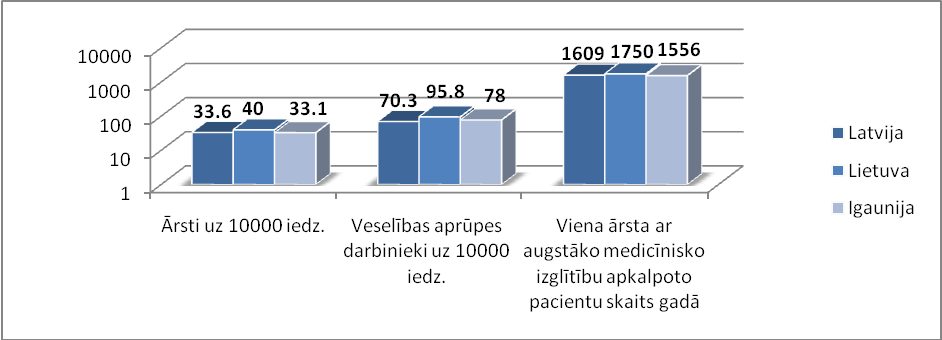 10000
1000
100
10
1
33.6
40
33.1
70.3
95.8
78
1609
1750
1556
Ārsti uz 10000 iedz.
Veselības aprūpes
darbinieki uz 10000
iedz.
Viena ārsta ar
augstāko medicīnisko
izglītību apkalpoto
pacientu skaits gadā
Latvija
Lietuva
Igaunija